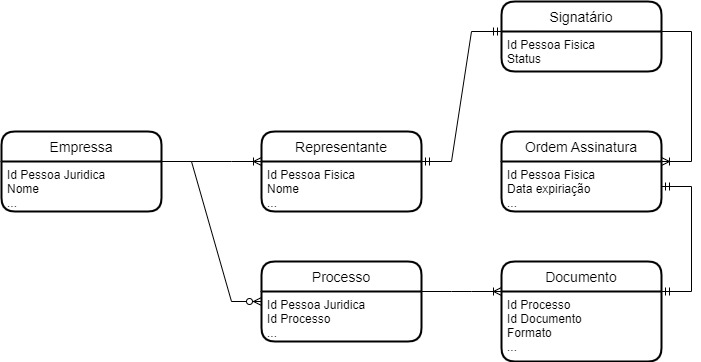 Signatário
Id Pessoa Fisica
Status
Empressa
Id Pessoa Juridica
Nome
...
Representante
Id Pessoa Fisica
Nome
...
Ordem Assinatura
Id Pessoa Fisica
Data expiriação
...
Processo
Id Pessoa Juridica
Id Processo
...
Documento
Id Processo
Id Documento
Formato
...